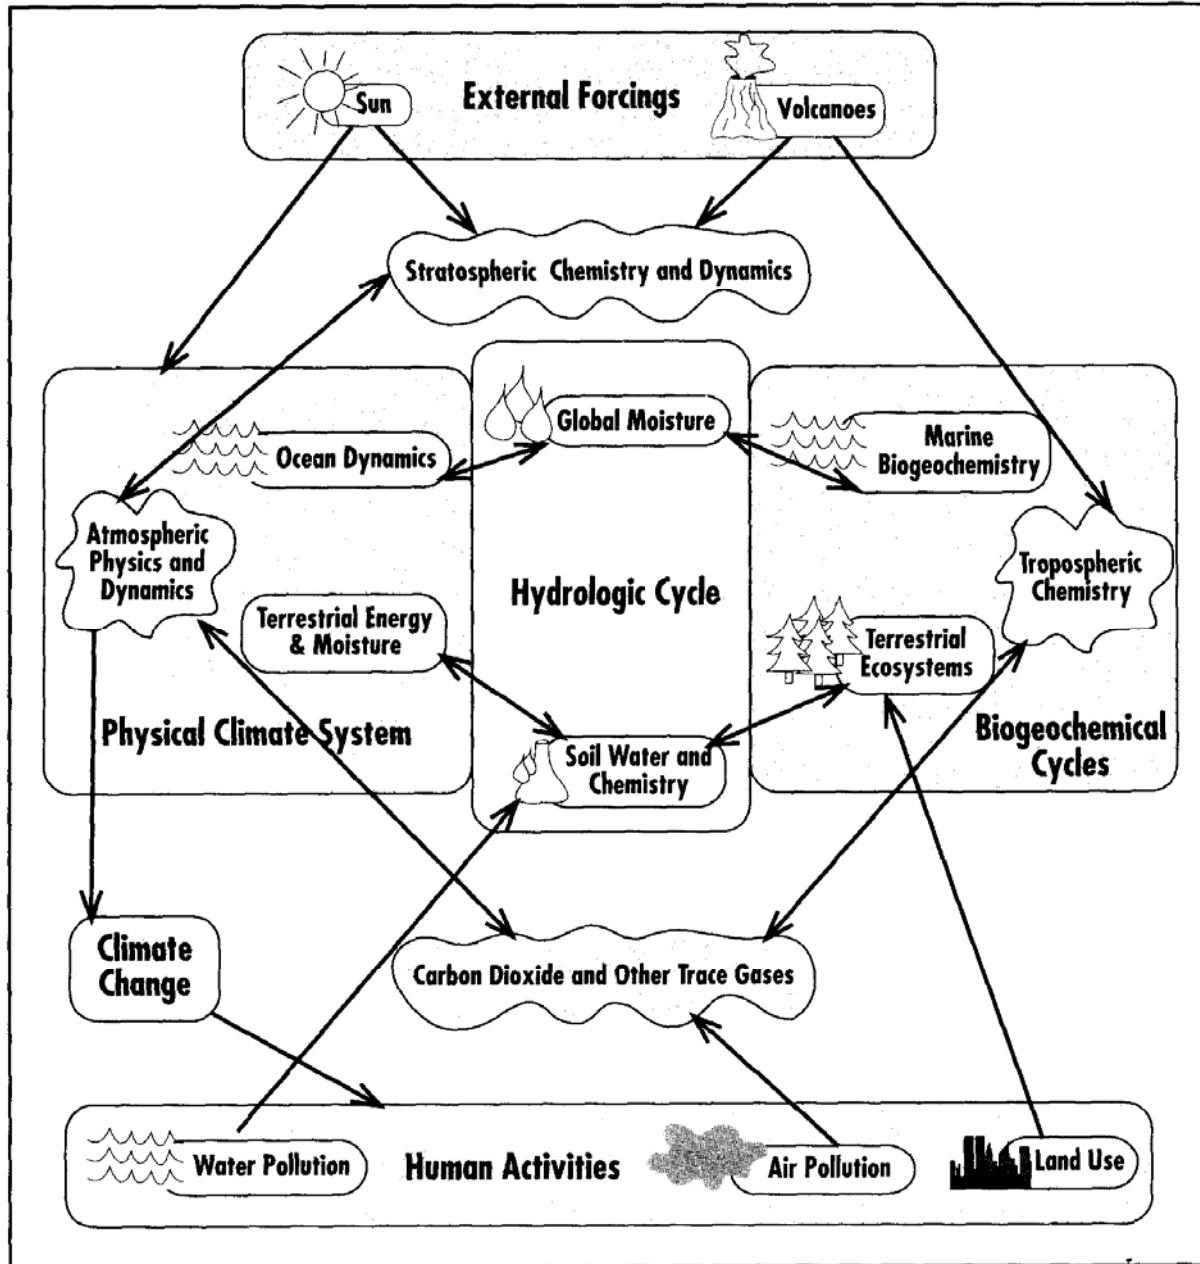 External Forcings
Sun
Volcanoes
Stratospheric Chemistry and Dynamics
Global Moisture
Ocean Dynamics
Marine
Biogeochemistry
Atmospheric
Physics and
Dynamics
Hydrologic Cycle
Tropospheric
Chemistry
Terrestrial Energy
& Moisture
Terrestrial
Ecosystems
Physical Climate System
Soil Water and
Chemistry
Biogeochemical
Cycles
Climate
Change
Carbon Dioxide and Other Trace Gases
Water Pollution
Human Activities
Air Pollution
Land Use